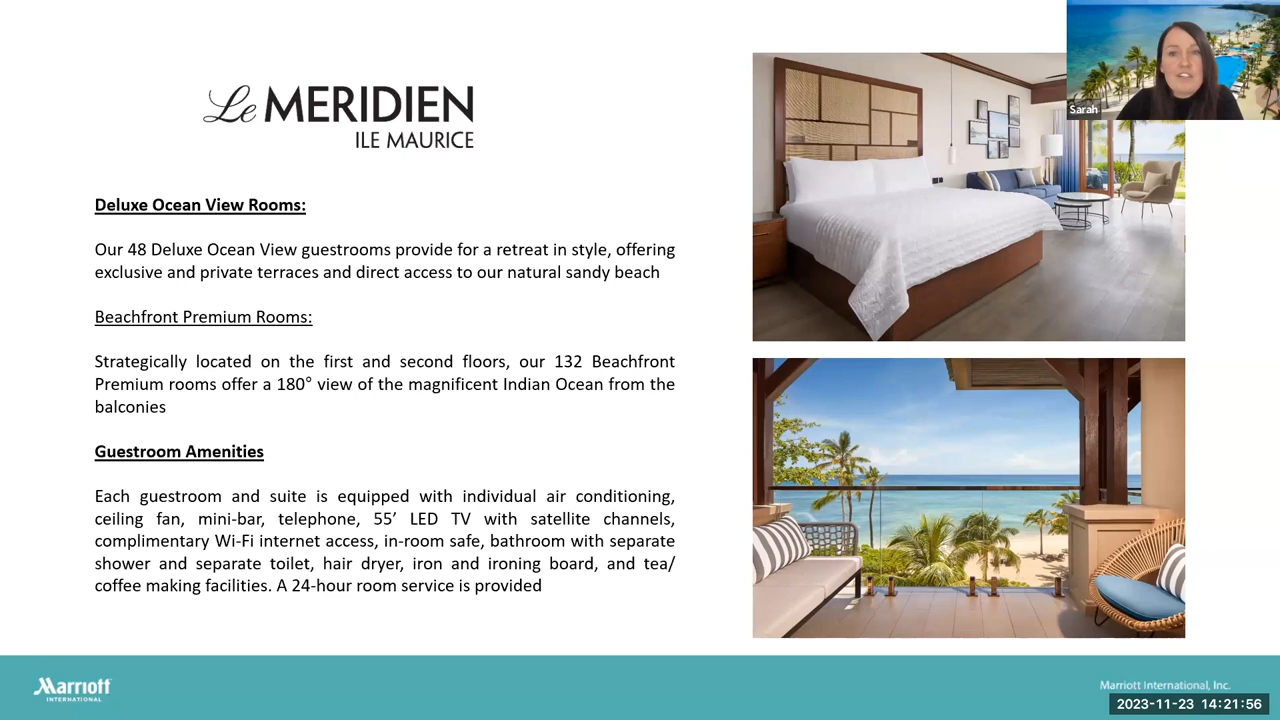 Le MERIDIEN
ILE MAURICE
Sarah
Deluxe Ocean View Rooms:
Our 48 Deluxe Ocean View guestrooms provide for a retreat in style, offering
exclusive and private terraces and direct access to our natural sandy beach
Beachfront Premium Rooms:
Strategically located on the first and second floors, our 132 Beachfront
Premium rooms offer a 180° view of the magnificent Indian Ocean from the
balconies
Guestroom Amenities
Each guestroom and suite is equipped with individual air conditioning,
ceiling fan, mini-bar, telephone, 55’ LED TV with satellite channels,
complimentary Wi-Fi internet access, in-room safe, bathroom with separate
shower and separate toilet, hair dryer, iron and ironing board, and tea/
coffee making facilities. A 24-hour room service is provided
Marriott
INTERNATIONAL
Marriott International, Inc.
2023-11-23 14:21:56